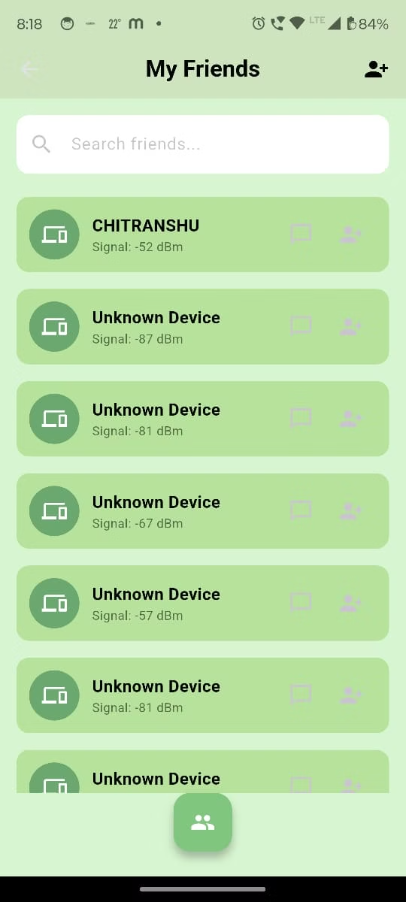 8:18 22° m LTE 84%
My Friends
Search friends...
CHITRANSHU
Signal: -52 dBm
Unknown Device
Signal: -87 dBm
Unknown Device
Signal: -81 dBm
Unknown Device
Signal: -67 dBm
Unknown Device
Signal: -57 dBm
Unknown Device
Signal: -81 dBm
Unknown Device